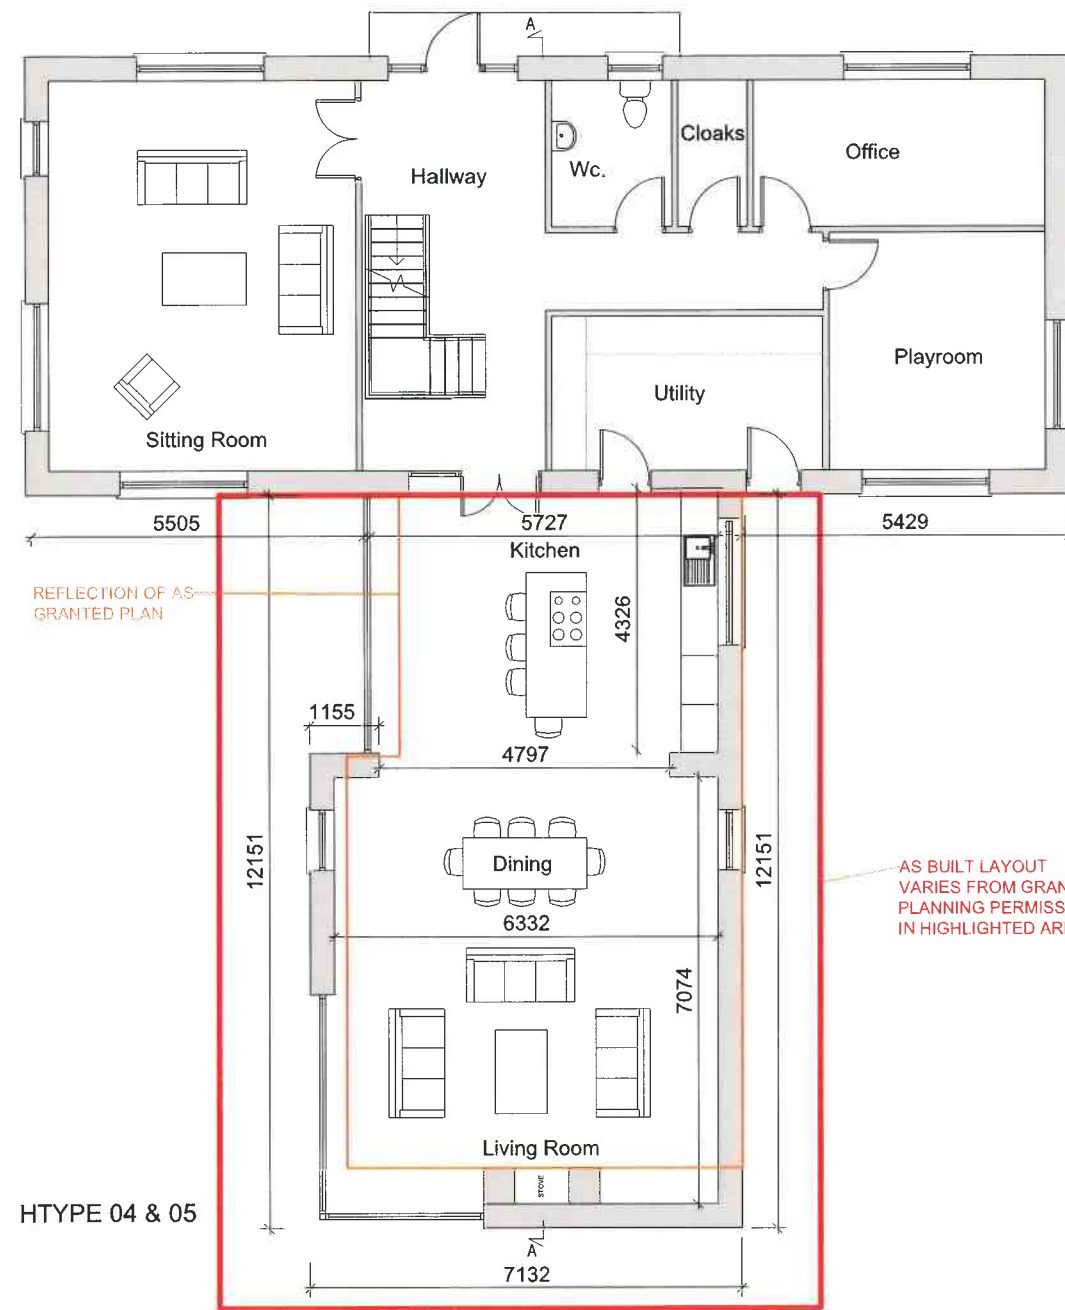 A
Cloaks
Office
Wc.
Hallway
Playroom
Utility
Sitting Room
5505
5727
5429
Kitchen
REFLECTION OF AS
GRANTED PLAN
4326
1155
4797
12151
Dining
12151
AS BUILT LAYOUT
VARIES FROM GRAN
PLANNING PERMISS
IN HIGHLIGHTED AR
6332
7074
Living Room
STOVE
HTYPE 04 & 05
A
7132